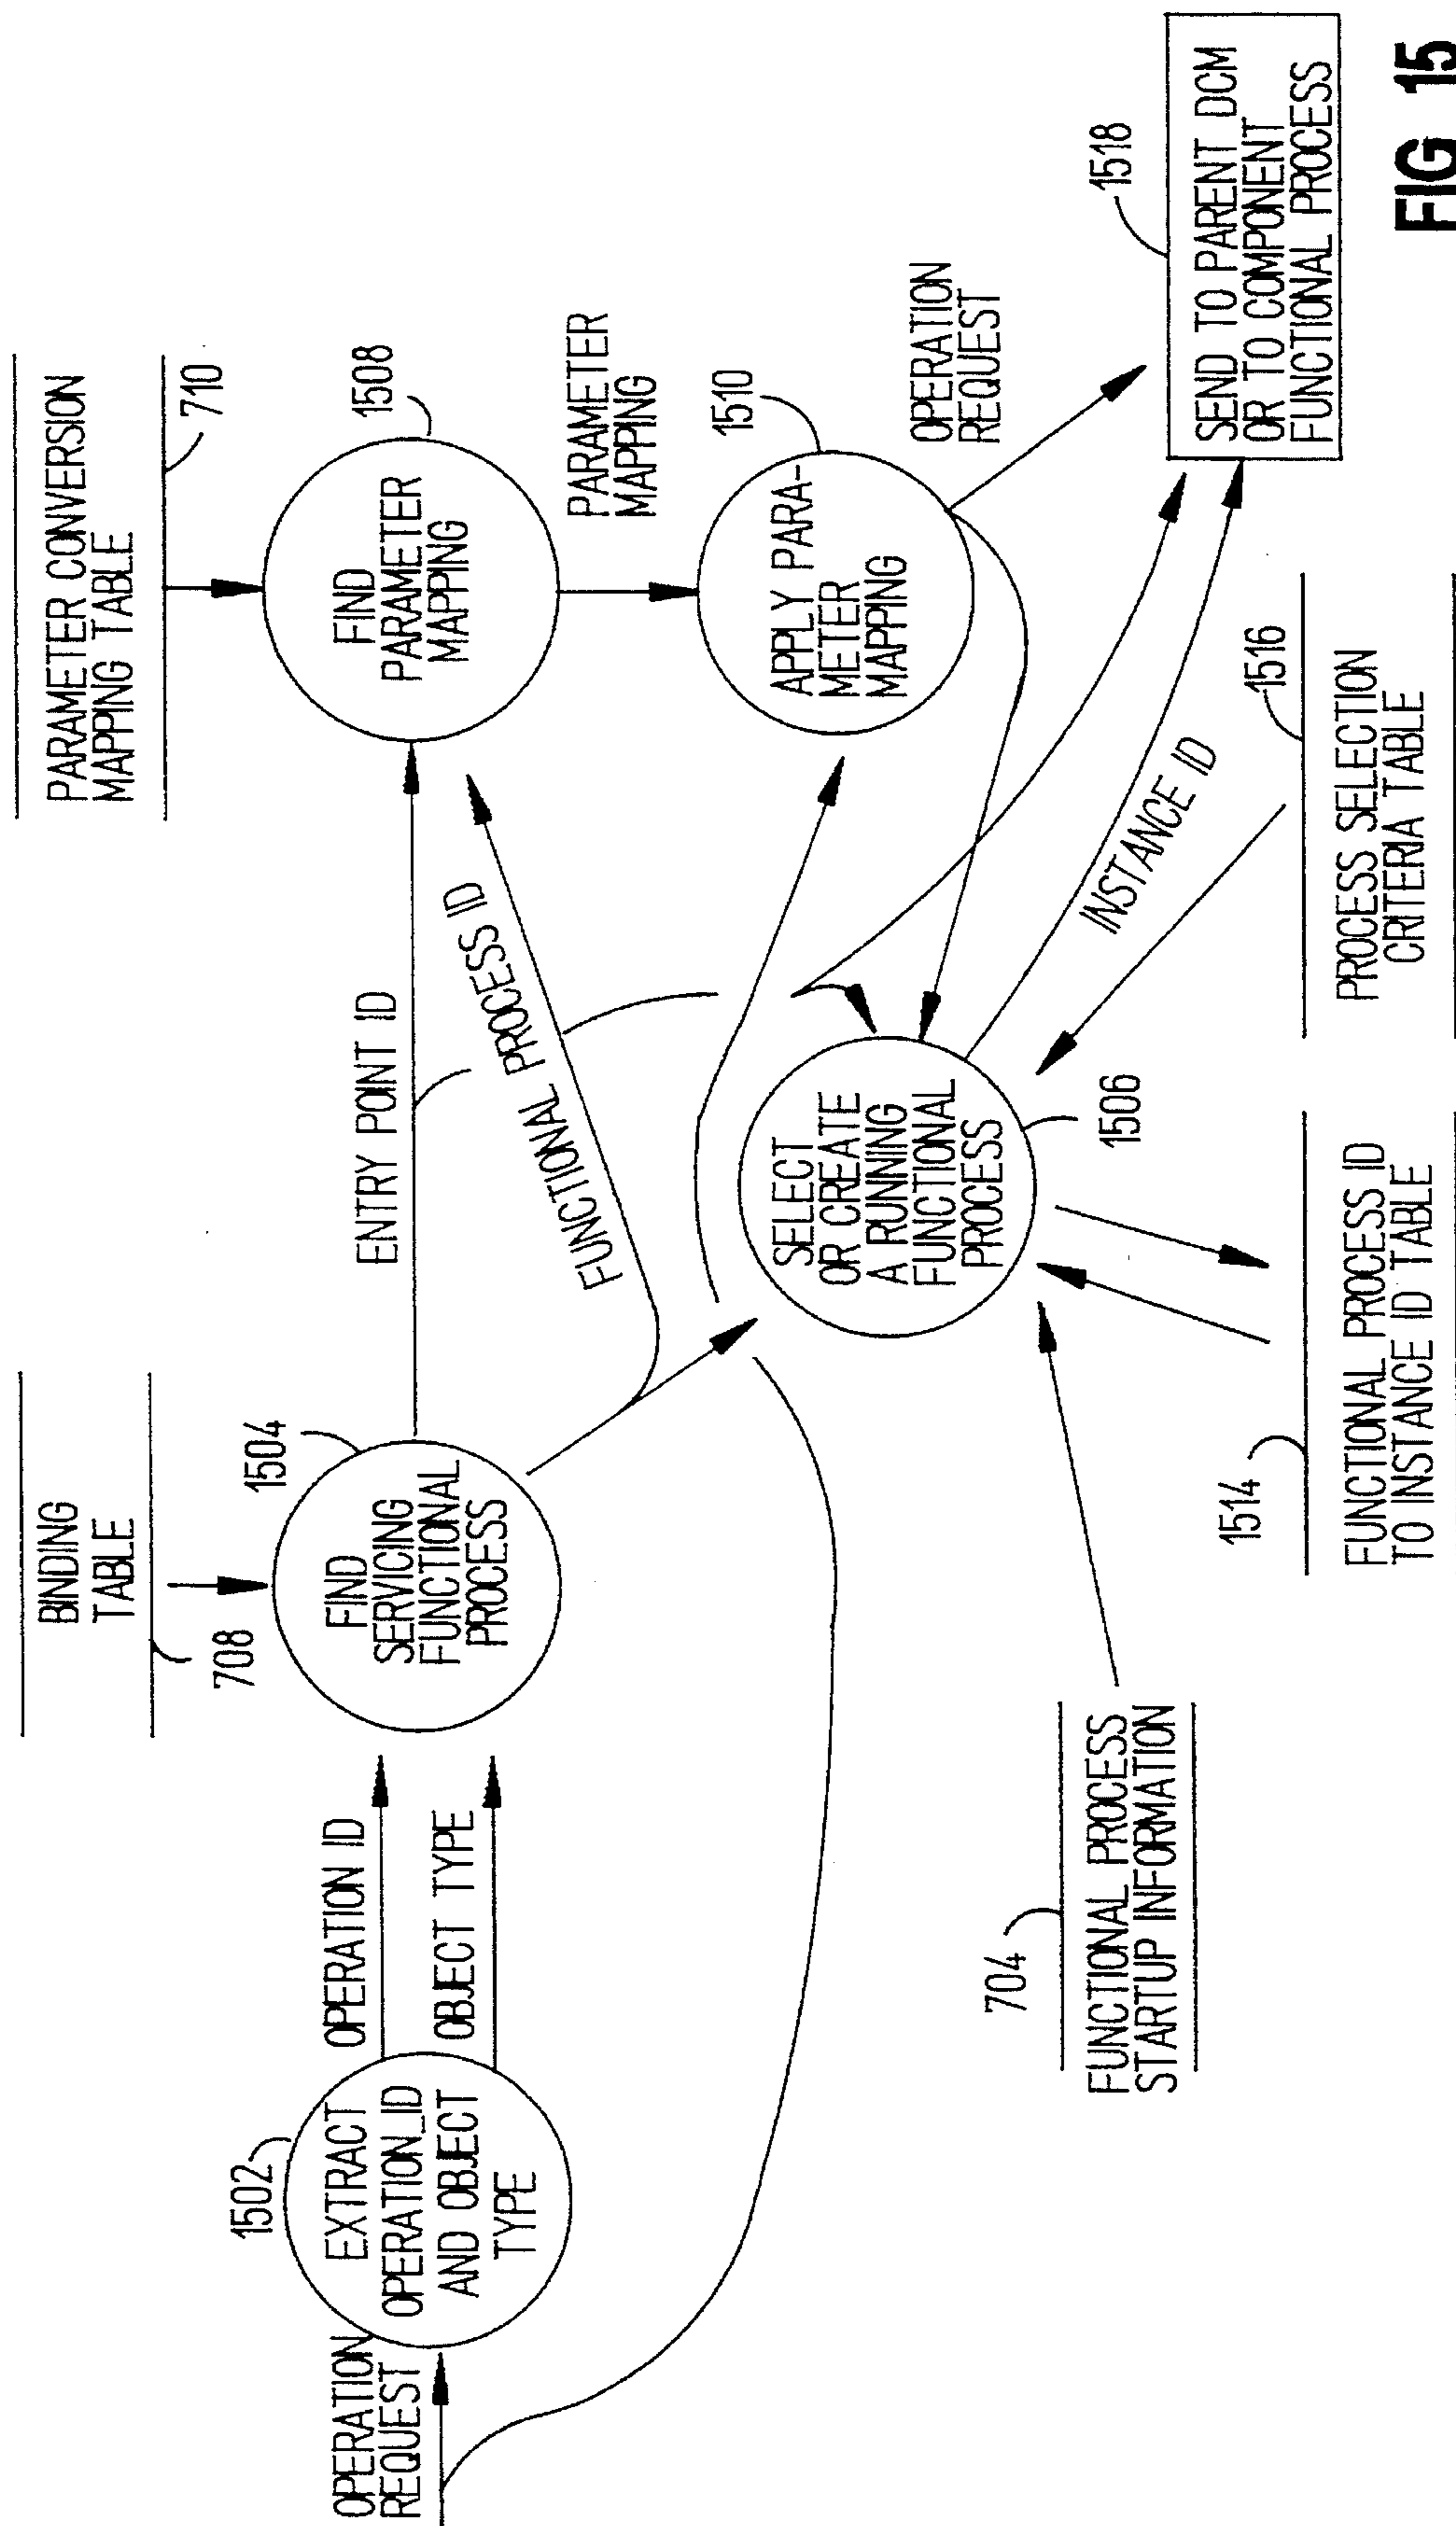 OPERATION
REQUEST
1502
EXTRACT
OPERATION_ID
AND OBJECT
TYPE
OPERATION ID
OBJECT TYPE
BINDING
TABLE
708
1504
FIND
SERVICING
FUNCTIONAL
PROCESS
ENTRY POINT ID
FUNCTIONAL PROCESS ID
PARAMETER CONVERSION
MAPPING TABLE
710
1508
FIND
PARAMETER
MAPPING
PARAMETER
MAPPING
1510
APPLY PARA-
METER
MAPPING
OPERATION
REQUEST
SELECT
OR CREATE
A RUNNING
FUNCTIONAL
PROCESS
1506
INSTANCE ID
1518
SEND TO PARENT DCM
OR TO COMPONENT
FUNCTIONAL PROCESS
704
FUNCTIONAL PROCESS
STARTUP INFORMATION
1514
FUNCTIONAL PROCESS ID
TO INSTANCE ID TABLE
1516
PROCESS SELECTION
CRITERIA TABLE
FIG 15